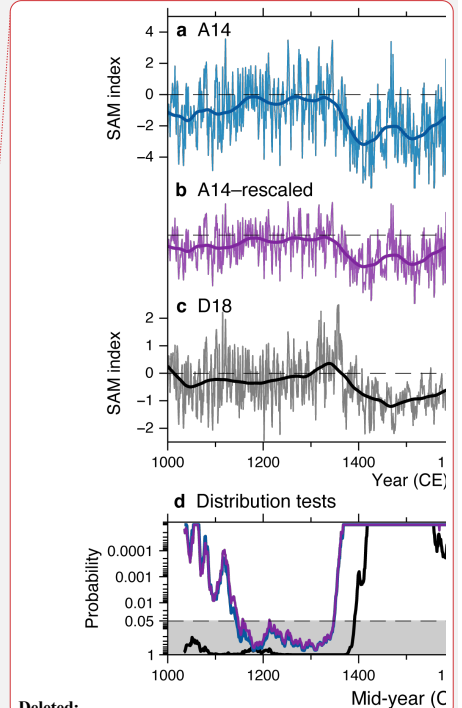 a A14
4
2
0
−2
−4
SAM index
b A14–rescaled
c D18
2
1
0
−1
−2
SAM index
1000 1200 1400 1
Year (CE)
d Distribution tests
0.0001
0.001
0.01
0.05
1
Probability
1000 1200 1400 1
Mid-year (C
Deleted: